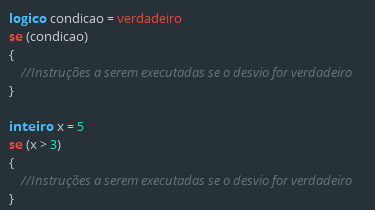 logico condicao = verdadeiro
se (condicao)
{
//Instruções a serem executadas se o desvio for verdadeiro
}
inteiro x = 5
se (x > 3)
{
//Instruções a serem executadas se o desvio for verdadeiro
}